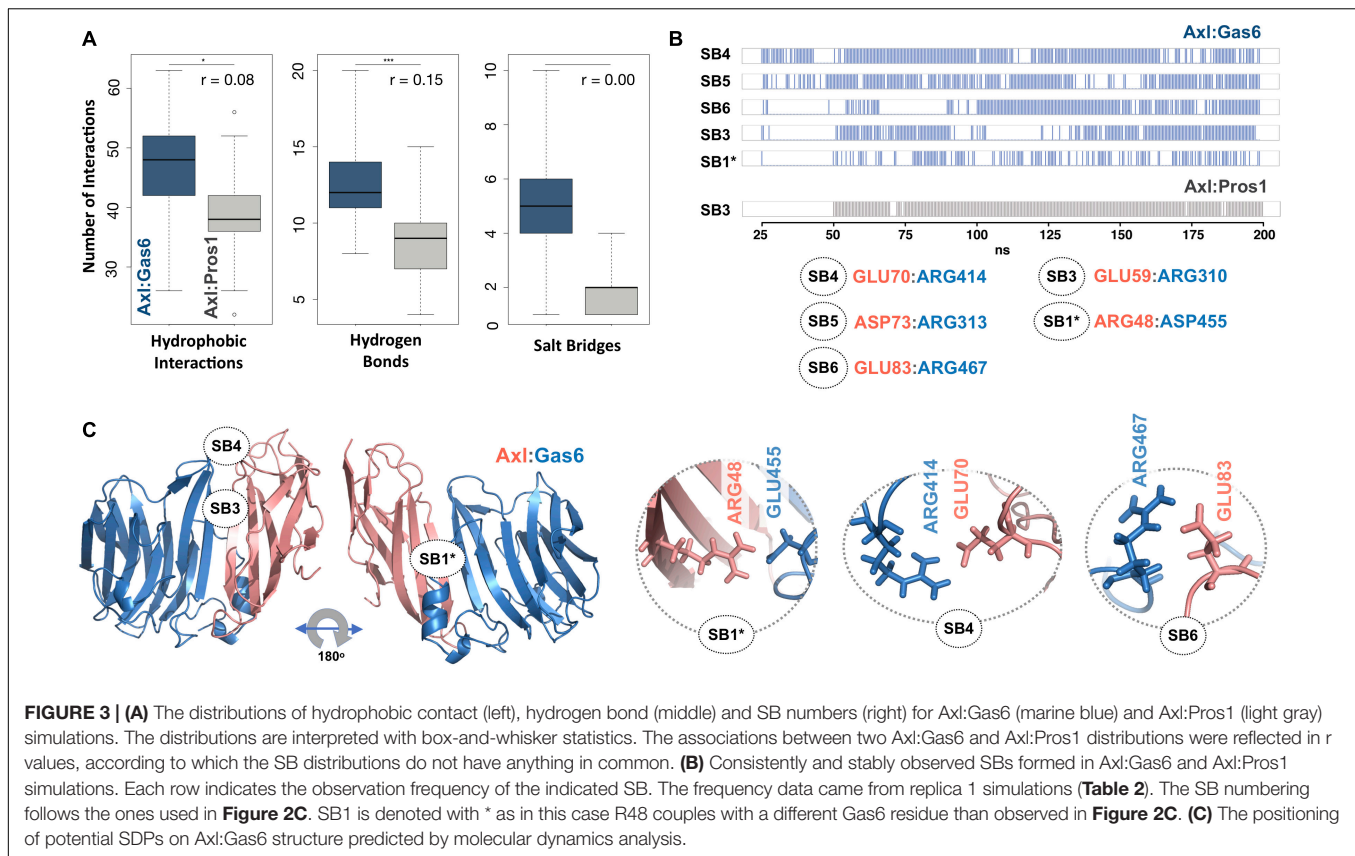 A
Number of Interactions
30 40 50 60
*
r = 0.08
Axl:Gas6
Axl:Pros1
Hydrophobic
Interactions
5 10 15 20
***
r = 0.15
Hydrogen
Bonds
0 2 4 6 8 10
r = 0.00
Salt Bridges
B
Axl:Gas6
SB4
SB5
SB6
SB3
SB1*
Axl:Pros1
SB3
25 50 75 100 125 150 175 200
ns
SB4 GLU70:ARG414
SB3 GLU59:ARG310
SB5 ASP73:ARG313
SB1* ARG48:ASP455
SB6 GLU83:ARG467
C
SB4
SB3
180o
Axl:Gas6
SB1*
ARG48
GLU455
SB1*
ARG414
GLU70
SB4
ARG467
GLU83
SB6
FIGURE 3 | (A) The distributions of hydrophobic contact (left), hydrogen bond (middle) and SB numbers (right) for Axl:Gas6 (marine blue) and Axl:Pros1 (light gray)
simulations. The distributions are interpreted with box-and-whisker statistics. The associations between two Axl:Gas6 and Axl:Pros1 distributions were reflected in r
values, according to which the SB distributions do not have anything in common. (B) Consistently and stably observed SBs formed in Axl:Gas6 and Axl:Pros1
simulations. Each row indicates the observation frequency of the indicated SB. The frequency data came from replica 1 simulations (Table 2). The SB numbering
follows the ones used in Figure 2C. SB1 is denoted with * as in this case R48 couples with a different Gas6 residue than observed in Figure 2C. (C) The positioning
of potential SDPs on Axl:Gas6 structure predicted by molecular dynamics analysis.